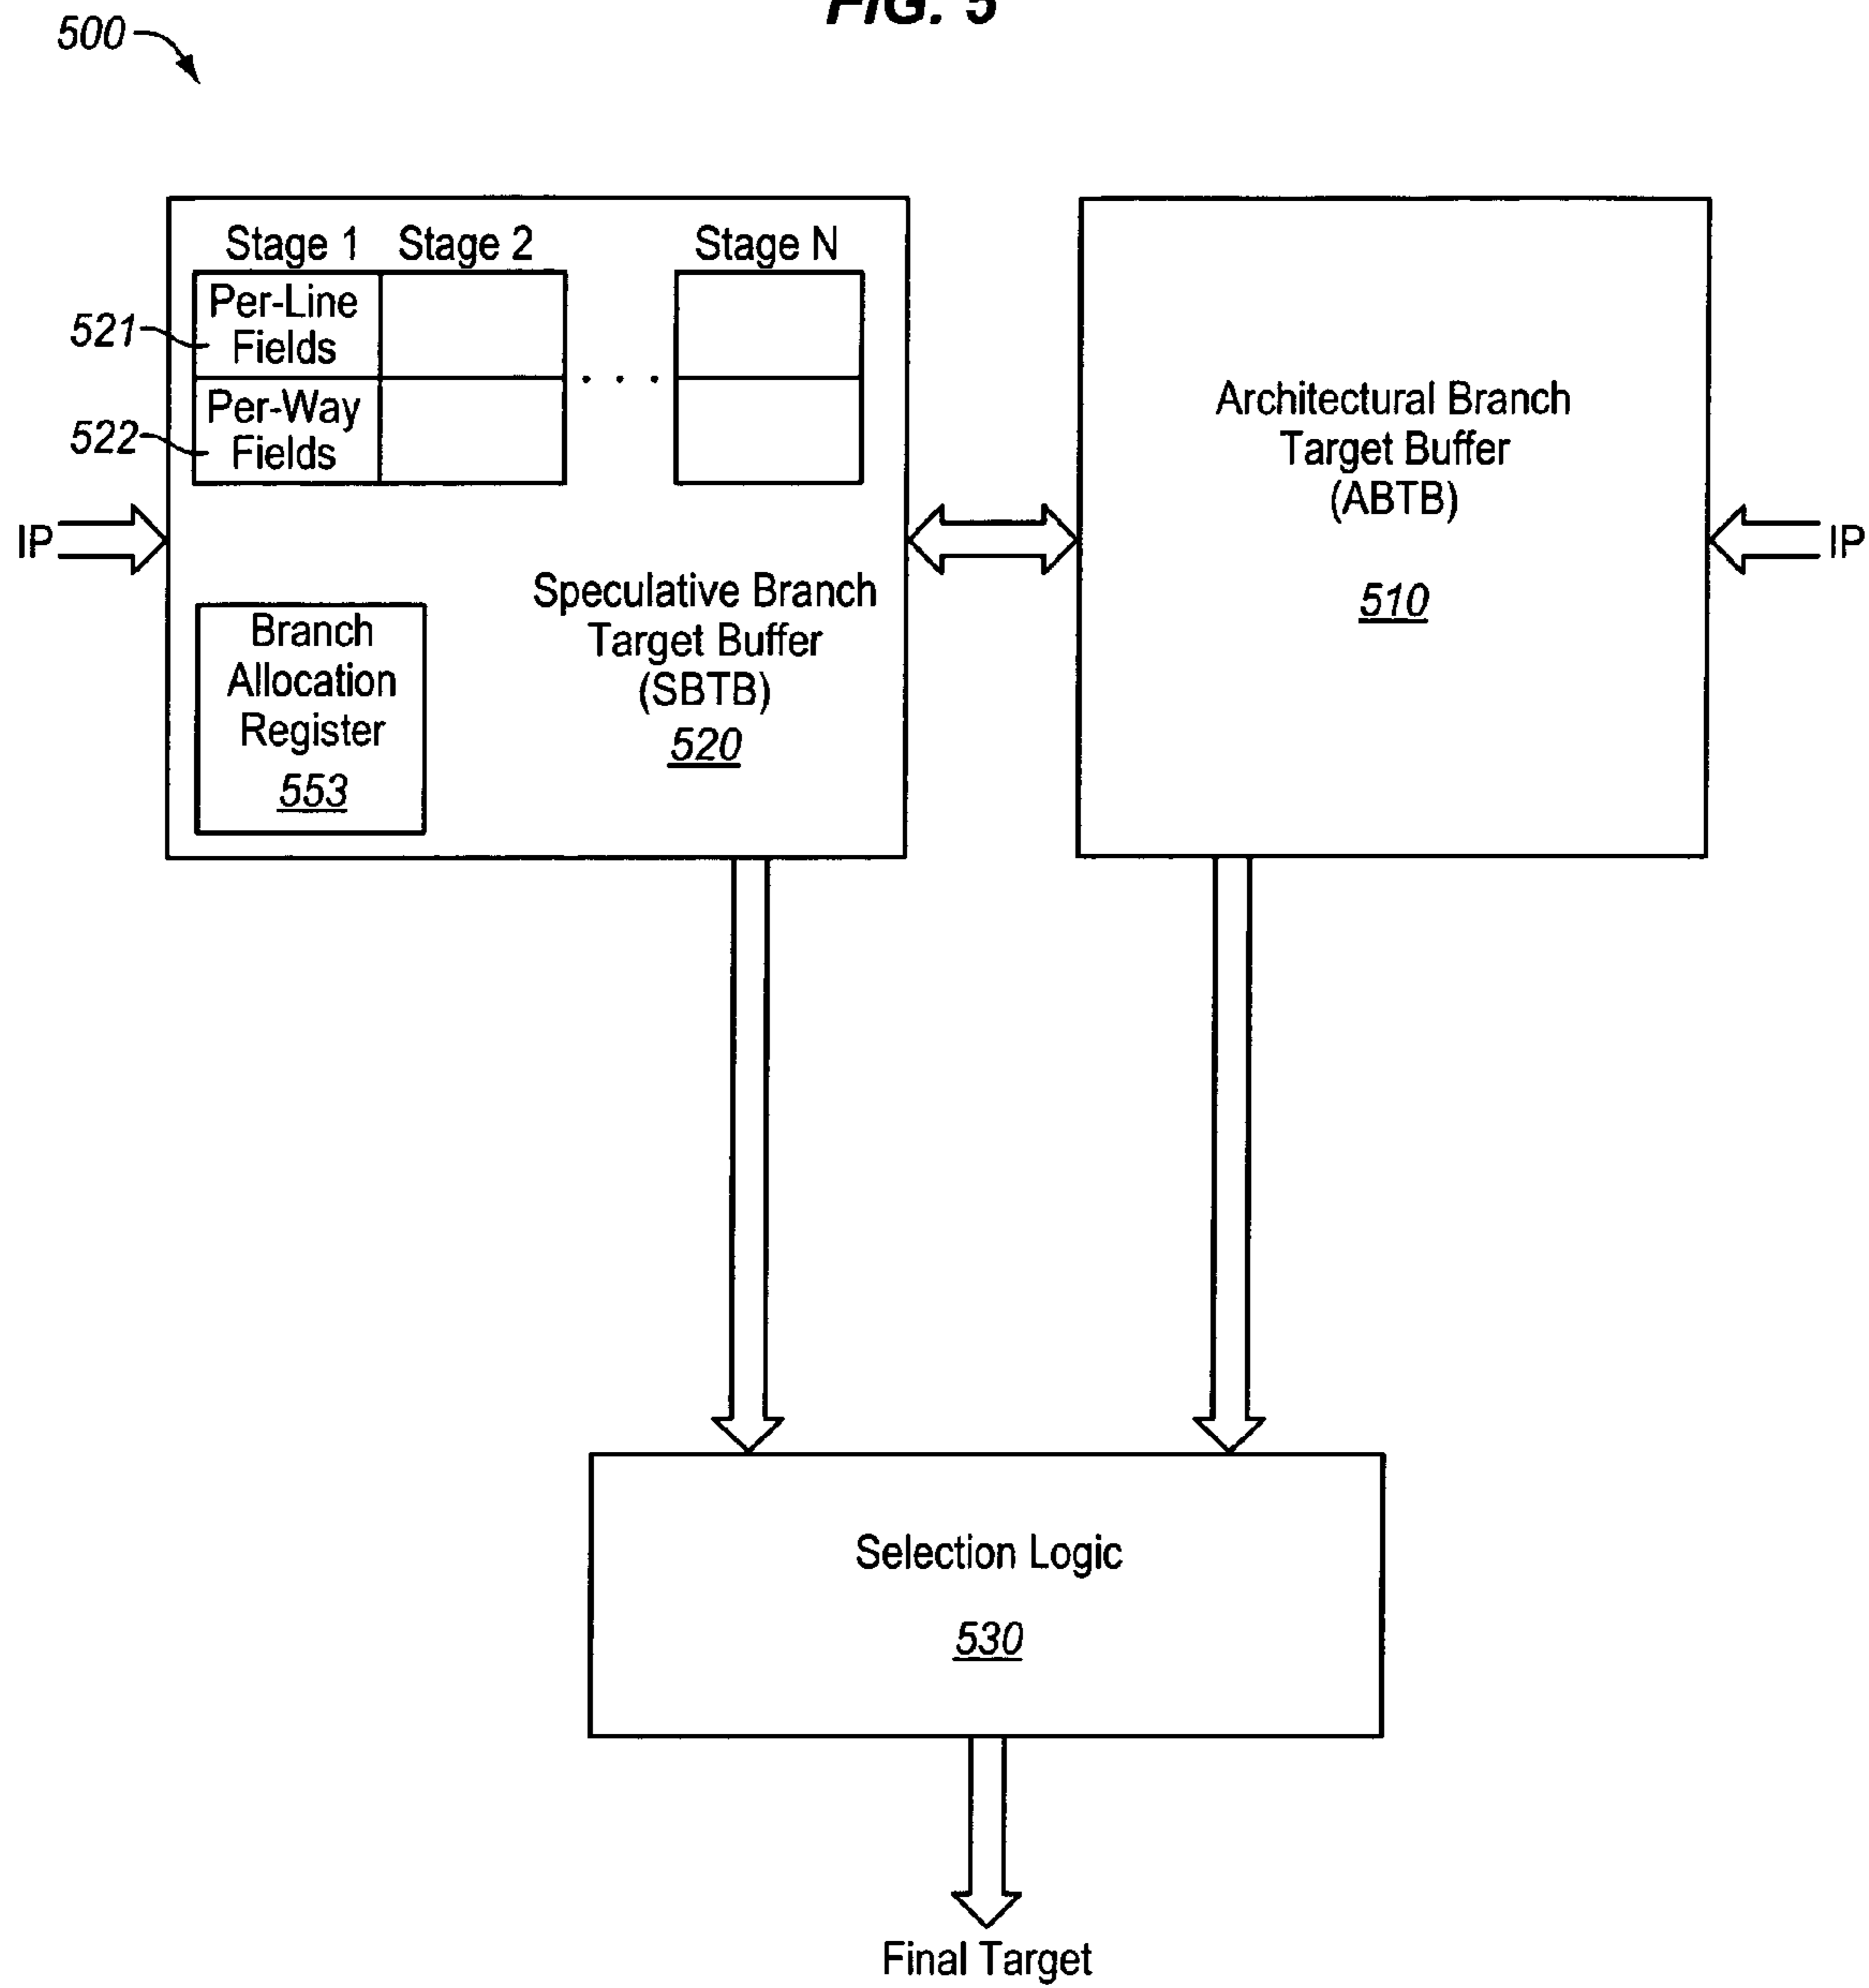 FIG. 5
500
Stage 1 Stage 2 Stage N
Per-Line
Fields
521
Per-Way
Fields
522
. . .
IP
Branch
Allocation
Register
553
Speculative Branch
Target Buffer
(SBTB)
520
Architectural Branch
Target Buffer
(ABTB)
510
IP
Selection Logic
530
Final Target